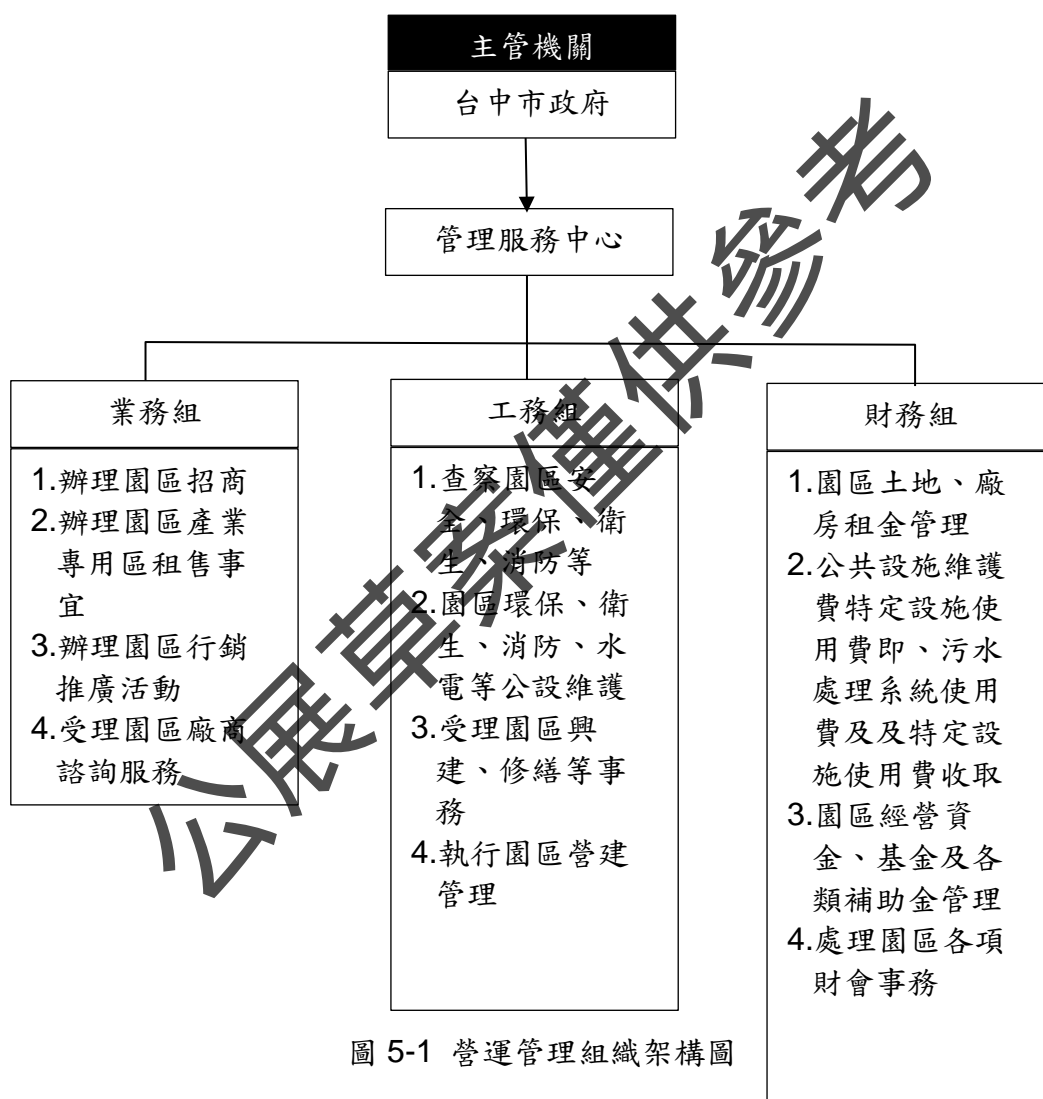 主管機關
台中市政府
管理服務中心
業務組
1.辦理園區招商
2.辦理園區產業
專用區租售事
宜
3.辦理園區行銷
推廣活動
4.受理園區廠商
諮詢服務
工務組
1.查察園區安
全、環保、衛
生、消防等
2.園區環保、衛
生、消防、水
電等公設維護
3.受理園區興
建、修繕等事
務
4.執行園區營建
管理
財務組
1.園區土地、廠
房租金管理
2.公共設施維護
費特定設施使
用費即、污水
處理系統使用
費及及特定設
施使用費收取
3.園區經營資
金、基金及各
類補助金管理
4.處理園區各項
財會事務
圖 5-1 營運管理組織架構圖
公展草案僅供參考